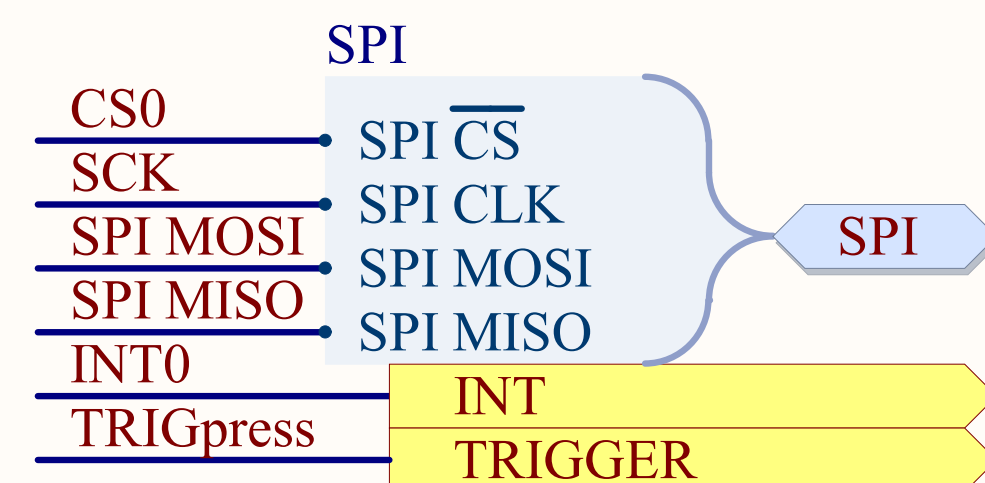 SPI
CS0
SPI CS
SCK
SPI CLK
SPI MOSI
SPI MOSI
SPI
SPI MISO
SPI MISO
INT0
INT
TRIGpress
TRIGGER